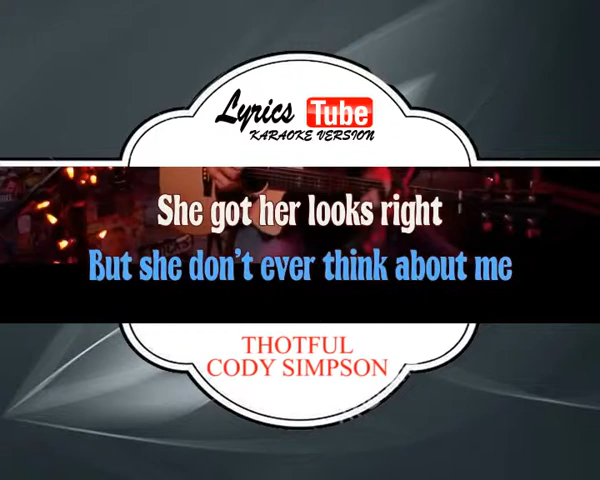 Lyrics Tube
KARAOKE VERSION
She got her looks right
But she don't ever think about me
THOTFUL
CODY SIMPSON